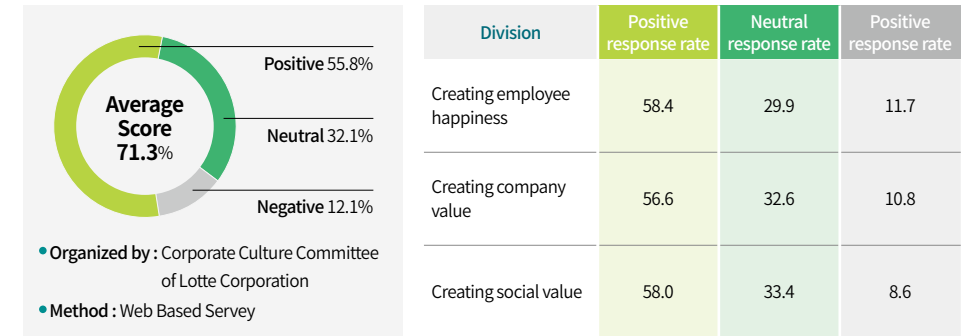 Positive 55.8%
Average
Score
71.3%
Neutral 32.1%
Negative 12.1%
•Organized by : Corporate Culture Committee
of Lotte Corporation
•Method : Web Based Servey
Division
Positive
response rate
Neutral
response rate
Positive
response rate
Creating employee
happiness
58.4
29.9
11.7
Creating company
value
56.6
32.6
10.8
Creating social value
58.0
33.4
8.6